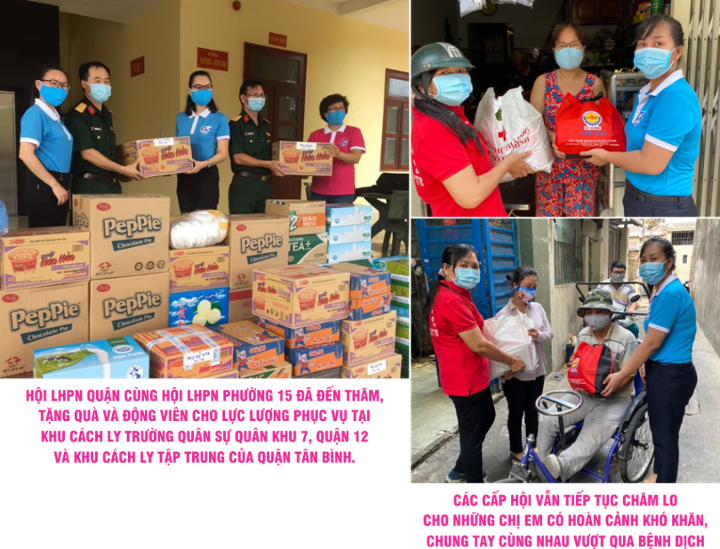 PepPie
Chocolate Pie
PepPie
Chocolate Pie
PepPie
Chocolate Pie
Hảo Hảo
Hảo Hảo
TEA+
HỘI LHPN QUẬN CÙNG HỘI LHPN PHƯỜNG 15 ĐÃ ĐẾN THĂM,
TẶNG QUÀ VÀ ĐỘNG VIÊN CHO LỰC LƯỢNG PHỤC VỤ TẠI
KHU CÁCH LY TRƯỜNG QUÂN SỰ QUÂN KHU 7, QUẬN 12
VÀ KHU CÁCH LY TẬP TRUNG CỦA QUẬN TÂN BÌNH.
CÁC CẤP HỘI VẪN TIẾP TỤC CHĂM LO
CHO NHỮNG CHỊ EM CÓ HOÀN CẢNH KHÓ KHĂN,
CHUNG TAY CÙNG NHAU VƯỢT QUA BỆNH DỊCH